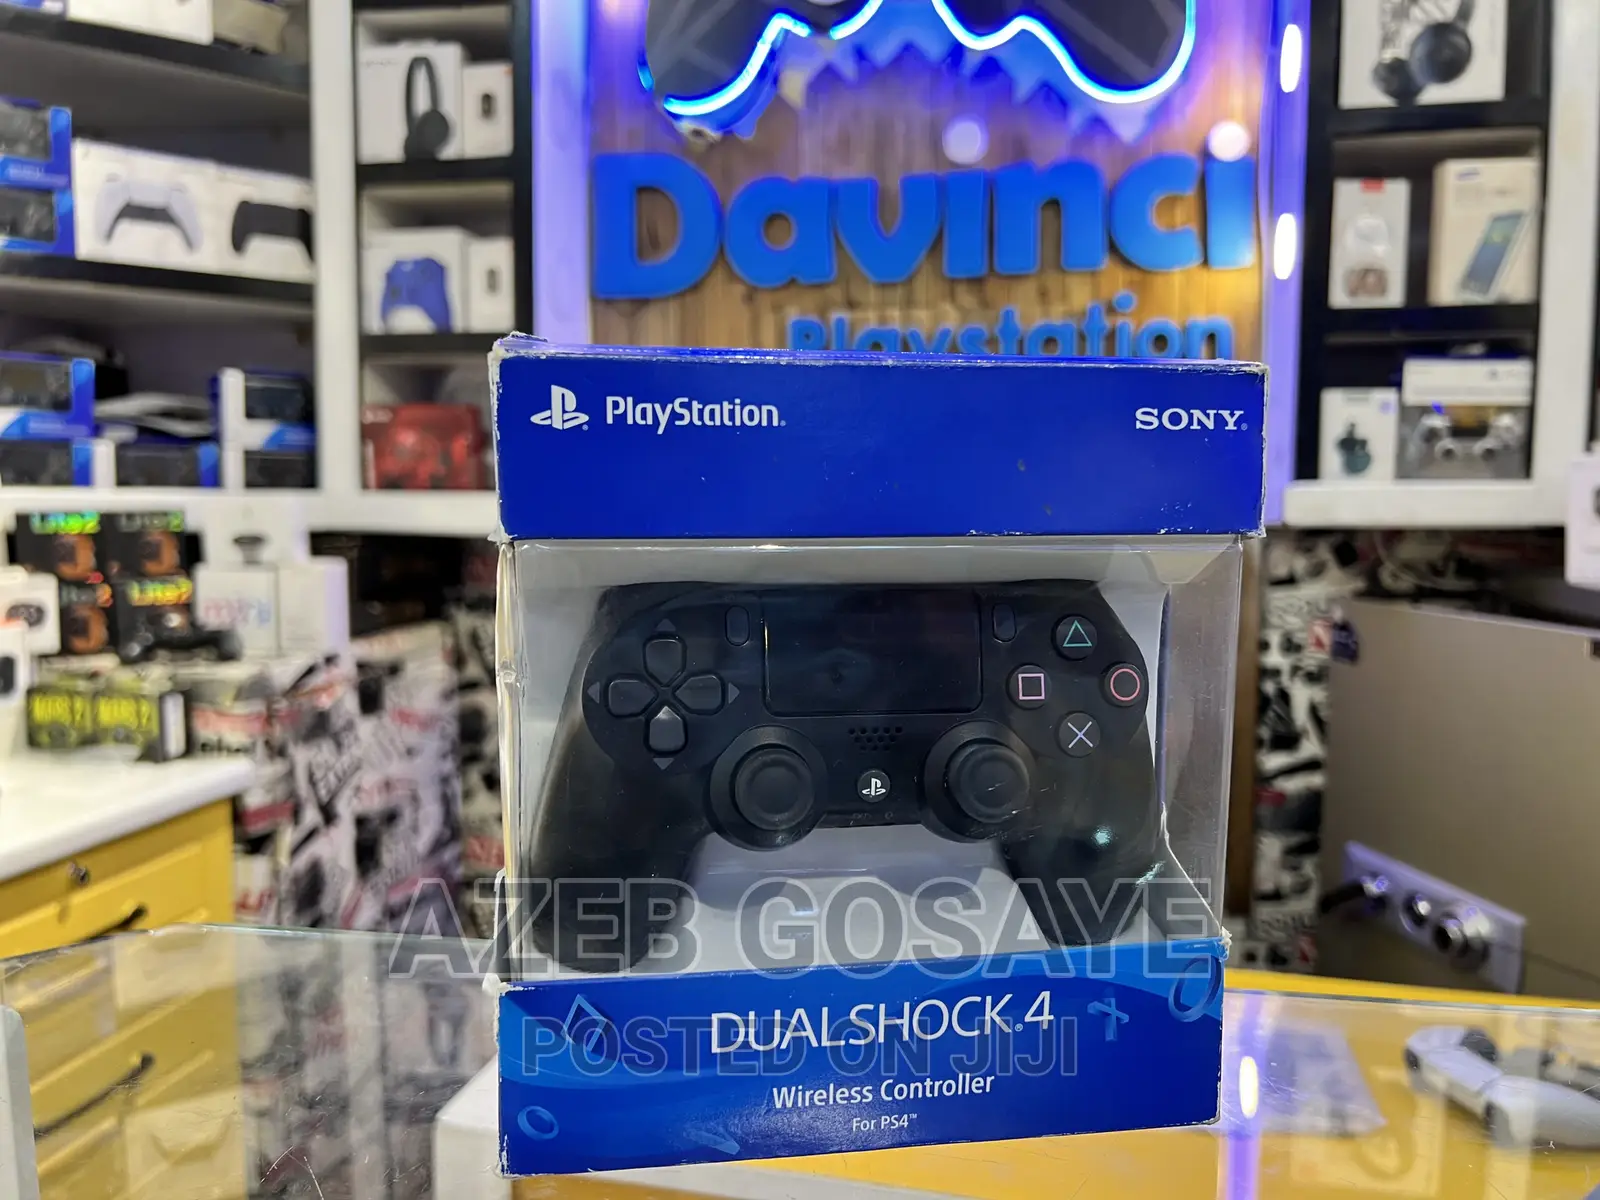 Davinci
Playstation
PlayStation®
SONY®
AZEB GOSAYE
DUALSHOCK®4
POSTED ON JIJI
Wireless Controller
For PS4™